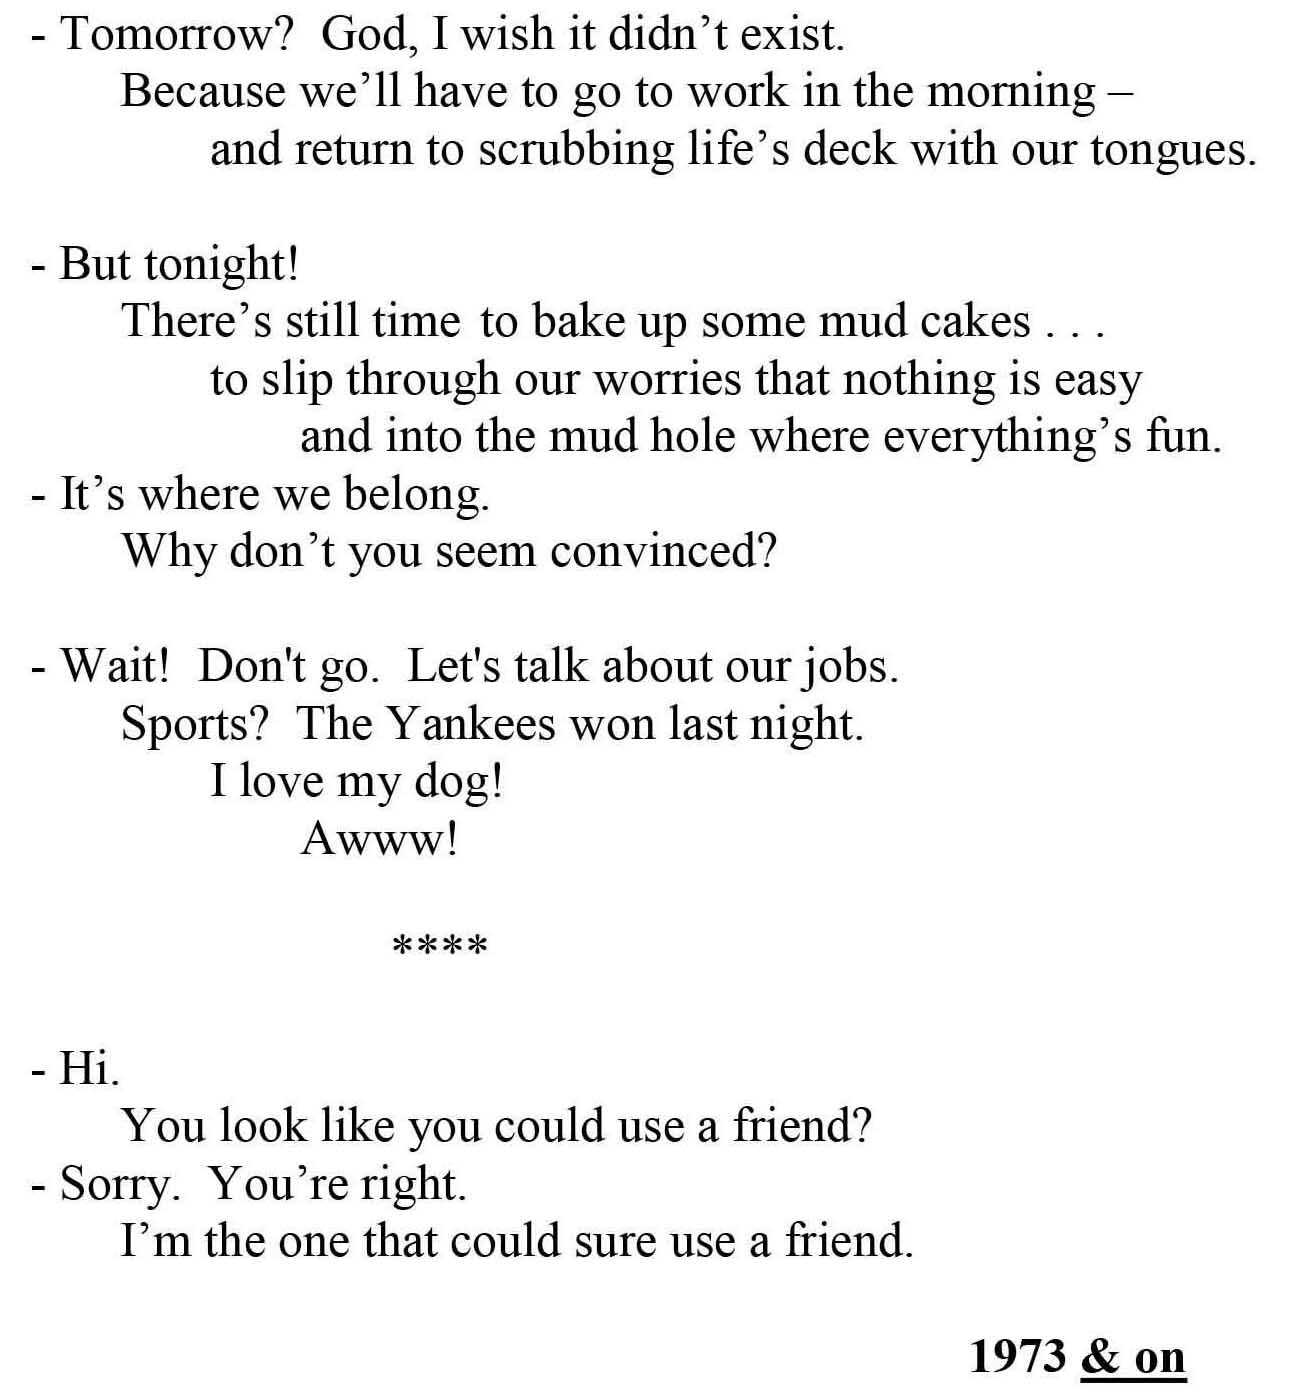 - Tomorrow?  God, I wish it didn’t exist.
Because we’ll have to go to work in the morning –
and return to scrubbing life’s deck with our tongues.
- But tonight!
There’s still time to bake up some mud cakes . . .
to slip through our worries that nothing is easy
and into the mud hole where everything’s fun.
- It’s where we belong.
Why don’t you seem convinced?
- Wait!  Don't go.  Let's talk about our jobs.
Sports?  The Yankees won last night.
I love my dog!
Awww!
****
- Hi.
You look like you could use a friend?
- Sorry.  You’re right.
I’m the one that could sure use a friend.
1973 & on